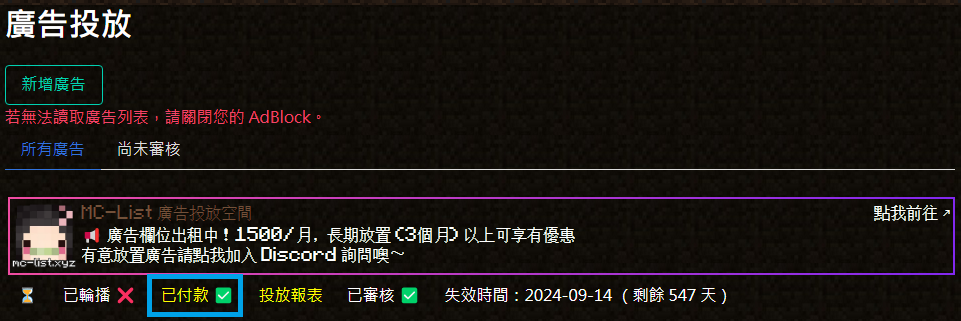 廣告投放
新增廣告
若無法讀取廣告列表，請關閉您的 AdBlock。
所有廣告 尚未審核
MC-List 廣告投放空間 點我前往↗
📢 廣告欄位出租中！1500/月, 長期放置(3個月)以上可享有優惠
mc-list.xyz 有意放置廣告請點我加入 Discord 詢問噢～
⏳ 已輪播 ❌ 已付款 ✅ 投放報表 已審核 ✅ 失效時間：2024-09-14 （剩餘 547 天）